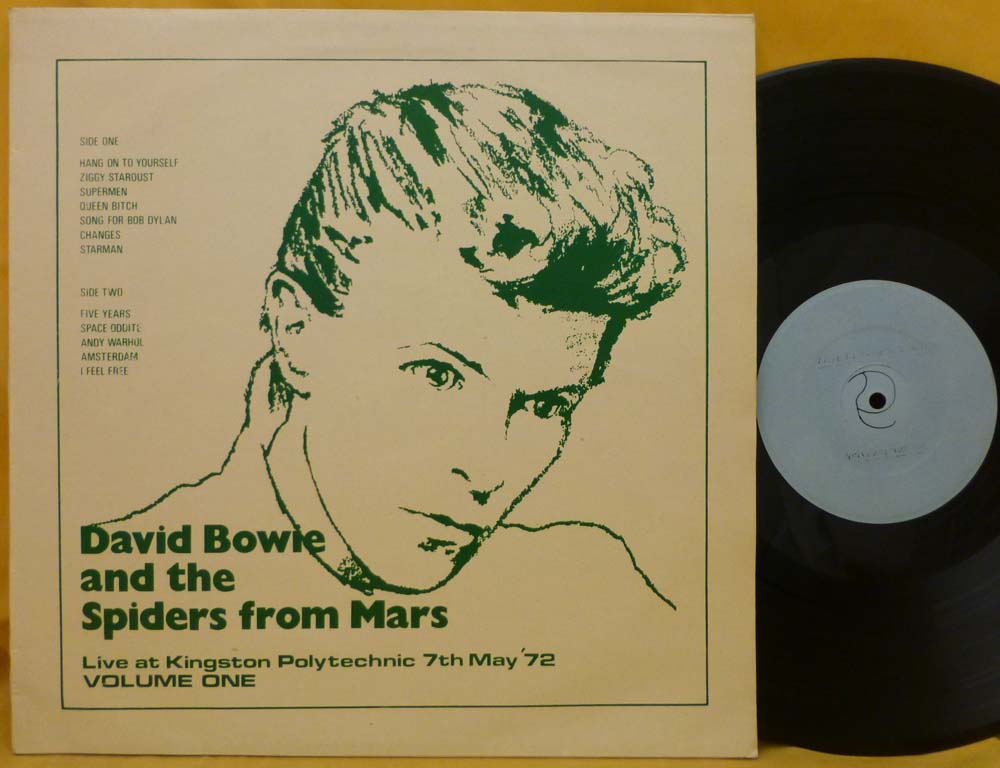 SIDE ONE
HANG ON TO YOURSELF
ZIGGY STARDUST
SUPERMEN
QUEEN BITCH
SONG FOR BOB DYLAN
CHANGES
STARMAN
SIDE TWO
FIVE YEARS
SPACE ODDITE
ANDY WARHOL
AMSTERDAM
I FEEL FREE
David Bowie
and the
Spiders from Mars
Live at Kingston Polytechnic 7th May '72
VOLUME ONE